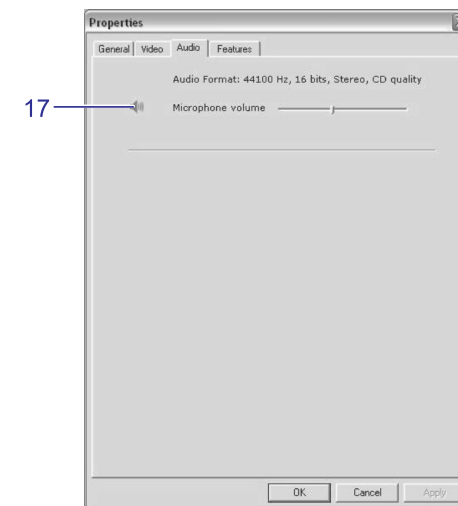 Properties
General Video Audio Features
Audio Format: 44100 Hz, 16 bits, Stereo, CD quality
17 Microphone volume
OK Cancel Apply